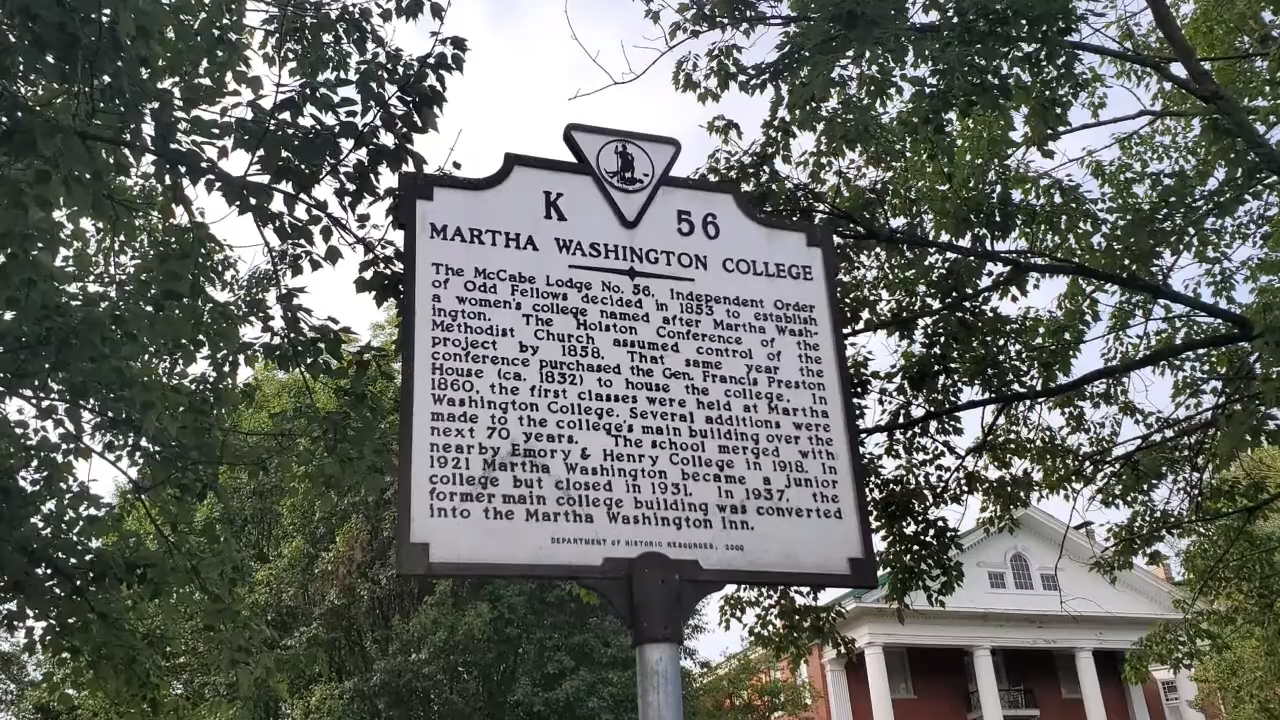 K 56
MARTHA WASHINGTON COLLEGE
The McCabe Lodge No. 56, Independent Order
of Odd Fellows decided in 1853 to establish
a women's college named after Martha Wash-
ington. The Holston Conference of the
Methodist Church assumed control of the
project by 1858. That same year the
conference purchased the Gen. Francis Preston
House (ca. 1832) to house the college. In
1860, the first classes were held at Martha
Washington College. Several additions were
made to the college's main building over the
next 70 years. The school merged with
nearby Emory & Henry College in 1918. In
1921 Martha Washington became a junior
college but closed in 1931. In 1937, the
former main college building was converted
into the Martha Washington Inn.
DEPARTMENT OF HISTORIC RESOURCES, 2000